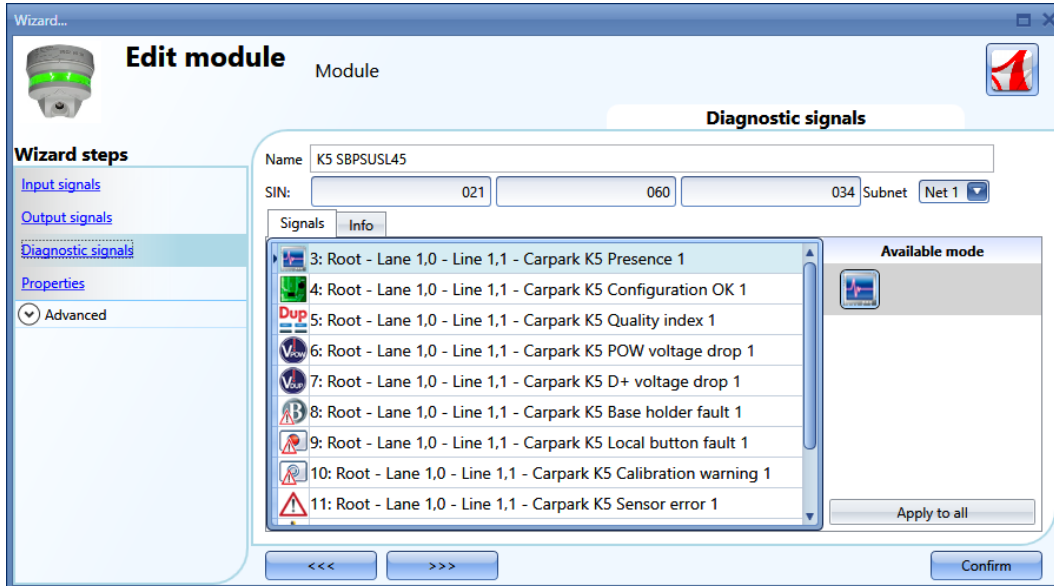 Wizard...
Edit module
Module
Diagnostic signals
Wizard steps
Input signals
Output signals
Diagnostic signals
Properties
Advanced
Name K5 SBPSUSL45
SIN: 021 060 034 Subnet Net 1
Signals Info
3: Root - Lane 1,0 - Line 1,1 - Carpark K5 Presence 1
4: Root - Lane 1,0 - Line 1,1 - Carpark K5 Configuration OK 1
Dup 5: Root - Lane 1,0 - Line 1,1 - Carpark K5 Quality index 1
VPOW 6: Root - Lane 1,0 - Line 1,1 - Carpark K5 POW voltage drop 1
VDUP 7: Root - Lane 1,0 - Line 1,1 - Carpark K5 D+ voltage drop 1
B 8: Root - Lane 1,0 - Line 1,1 - Carpark K5 Base holder fault 1
9: Root - Lane 1,0 - Line 1,1 - Carpark K5 Local button fault 1
10: Root - Lane 1,0 - Line 1,1 - Carpark K5 Calibration warning 1
11: Root - Lane 1,0 - Line 1,1 - Carpark K5 Sensor error 1
Available mode
Apply to all
<<< >>> Confirm